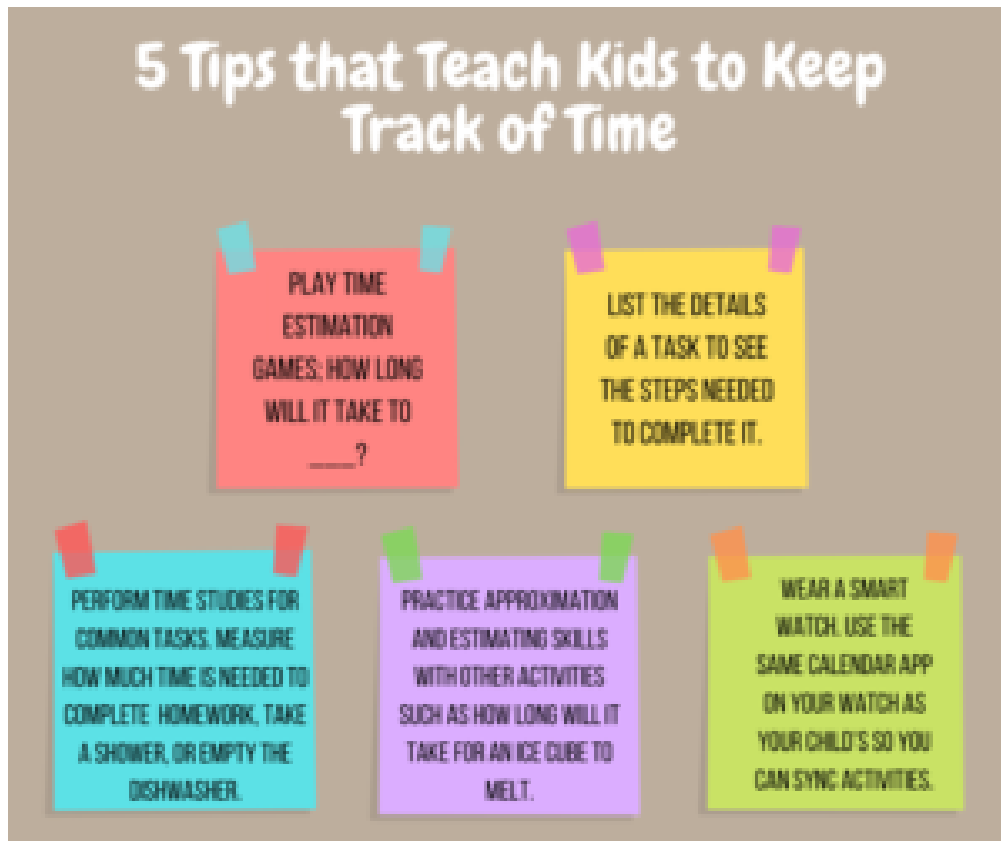 5 Tips that Teach Kids to Keep
Track of Time
PLAY TIME
ESTIMATION
GAMES; HOW LONG
WILL IT TAKE TO
____?
LIST THE DETAILS
OF A TASK TO SEE
THE STEPS NEEDED
TO COMPLETE IT.
PERFORM TIME STUDIES FOR
COMMON TASKS. MEASURE
HOW MUCH TIME IS NEEDED TO
COMPLETE HOMEWORK, TAKE
A SHOWER, OR EMPTY THE
DISHWASHER.
PRACTICE APPROXIMATION
AND ESTIMATING SKILLS
WITH OTHER ACTIVITIES
SUCH AS HOW LONG WILL IT
TAKE FOR AN ICE CUBE TO
MELT.
WEAR A SMART
WATCH. USE THE
SAME CALENDAR APP
ON YOUR WATCH AS
YOUR CHILD'S SO YOU
CAN SYNC ACTIVITIES.